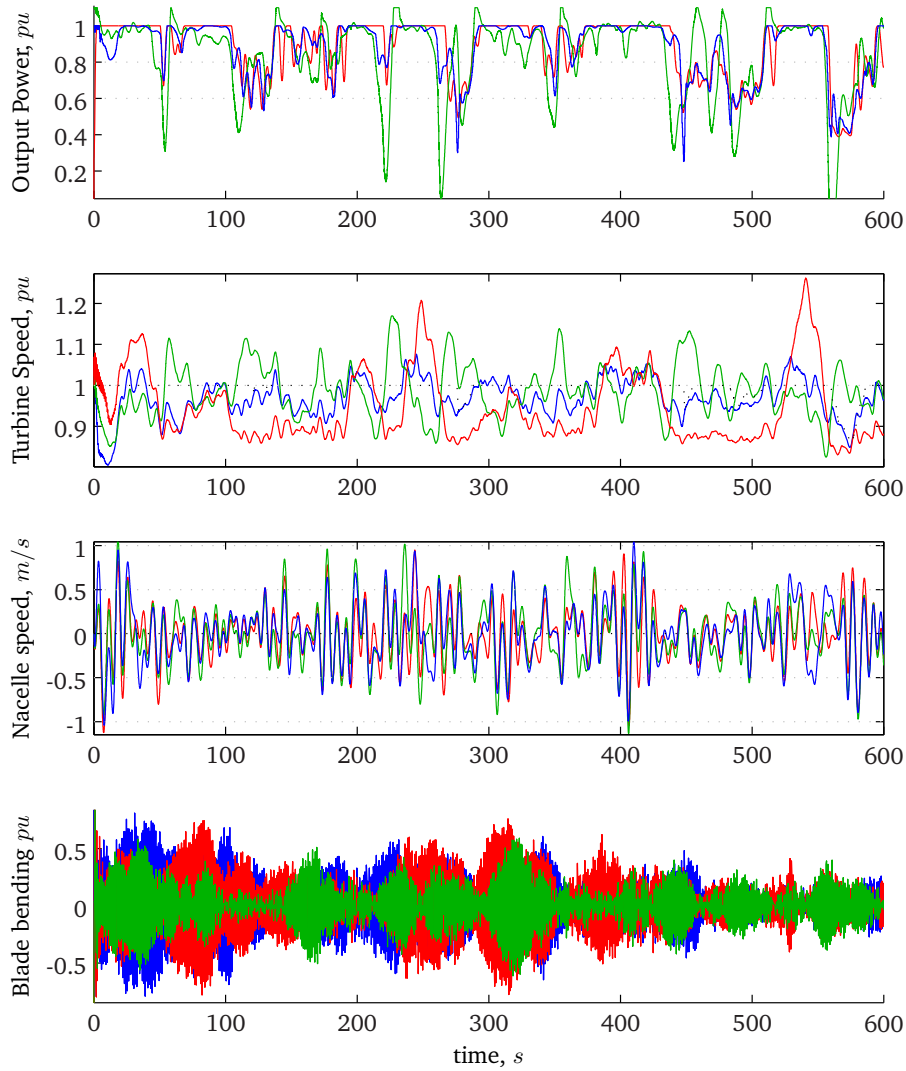 Output Power, pu
1
0.8
0.6
0.4
0.2
0 100 200 300 400 500 600
Turbine Speed, pu
1.2
1.1
1
0.9
0 100 200 300 400 500 600
Nacelle speed, m/s
1
0.5
0
-0.5
-1
0 100 200 300 400 500 600
Blade bending pu
0.5
0
-0.5
0 100 200 300 400 500 600
time, s